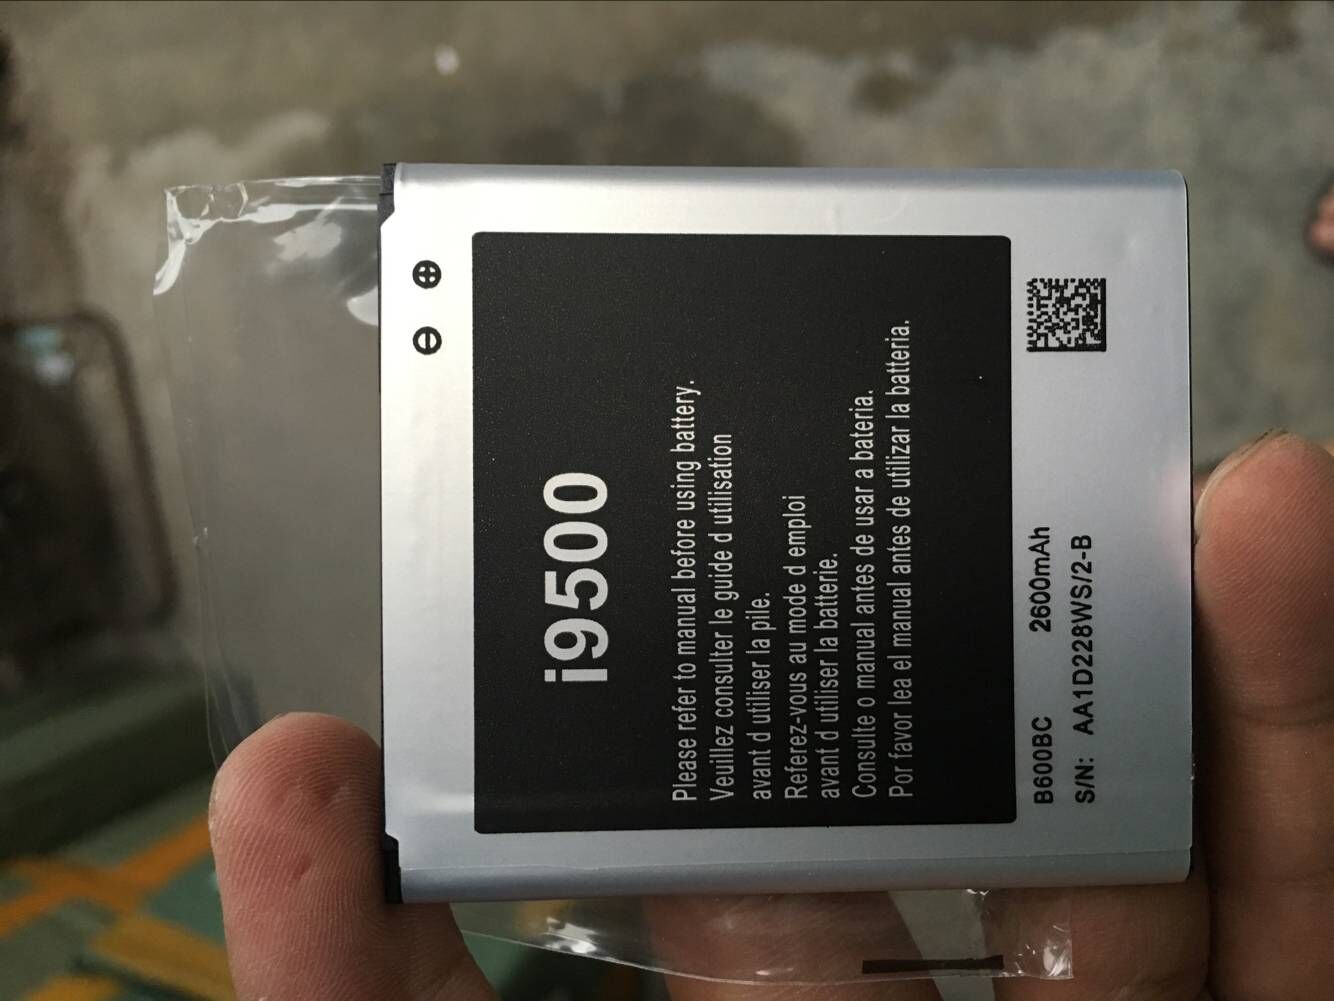 i9500
Please refer to manual before using battery.
Veuillez consulter le guide d utilisation
avant d utiliser la pile.
Referez-vous au mode d emploi
avant d utiliser la batterie.
Consulte o manual antes de usar a bateria.
Por favor lea el manual antes de utilizar la batteria.
B600BC 2600mAh
S/N: AA1D228WS/2-B